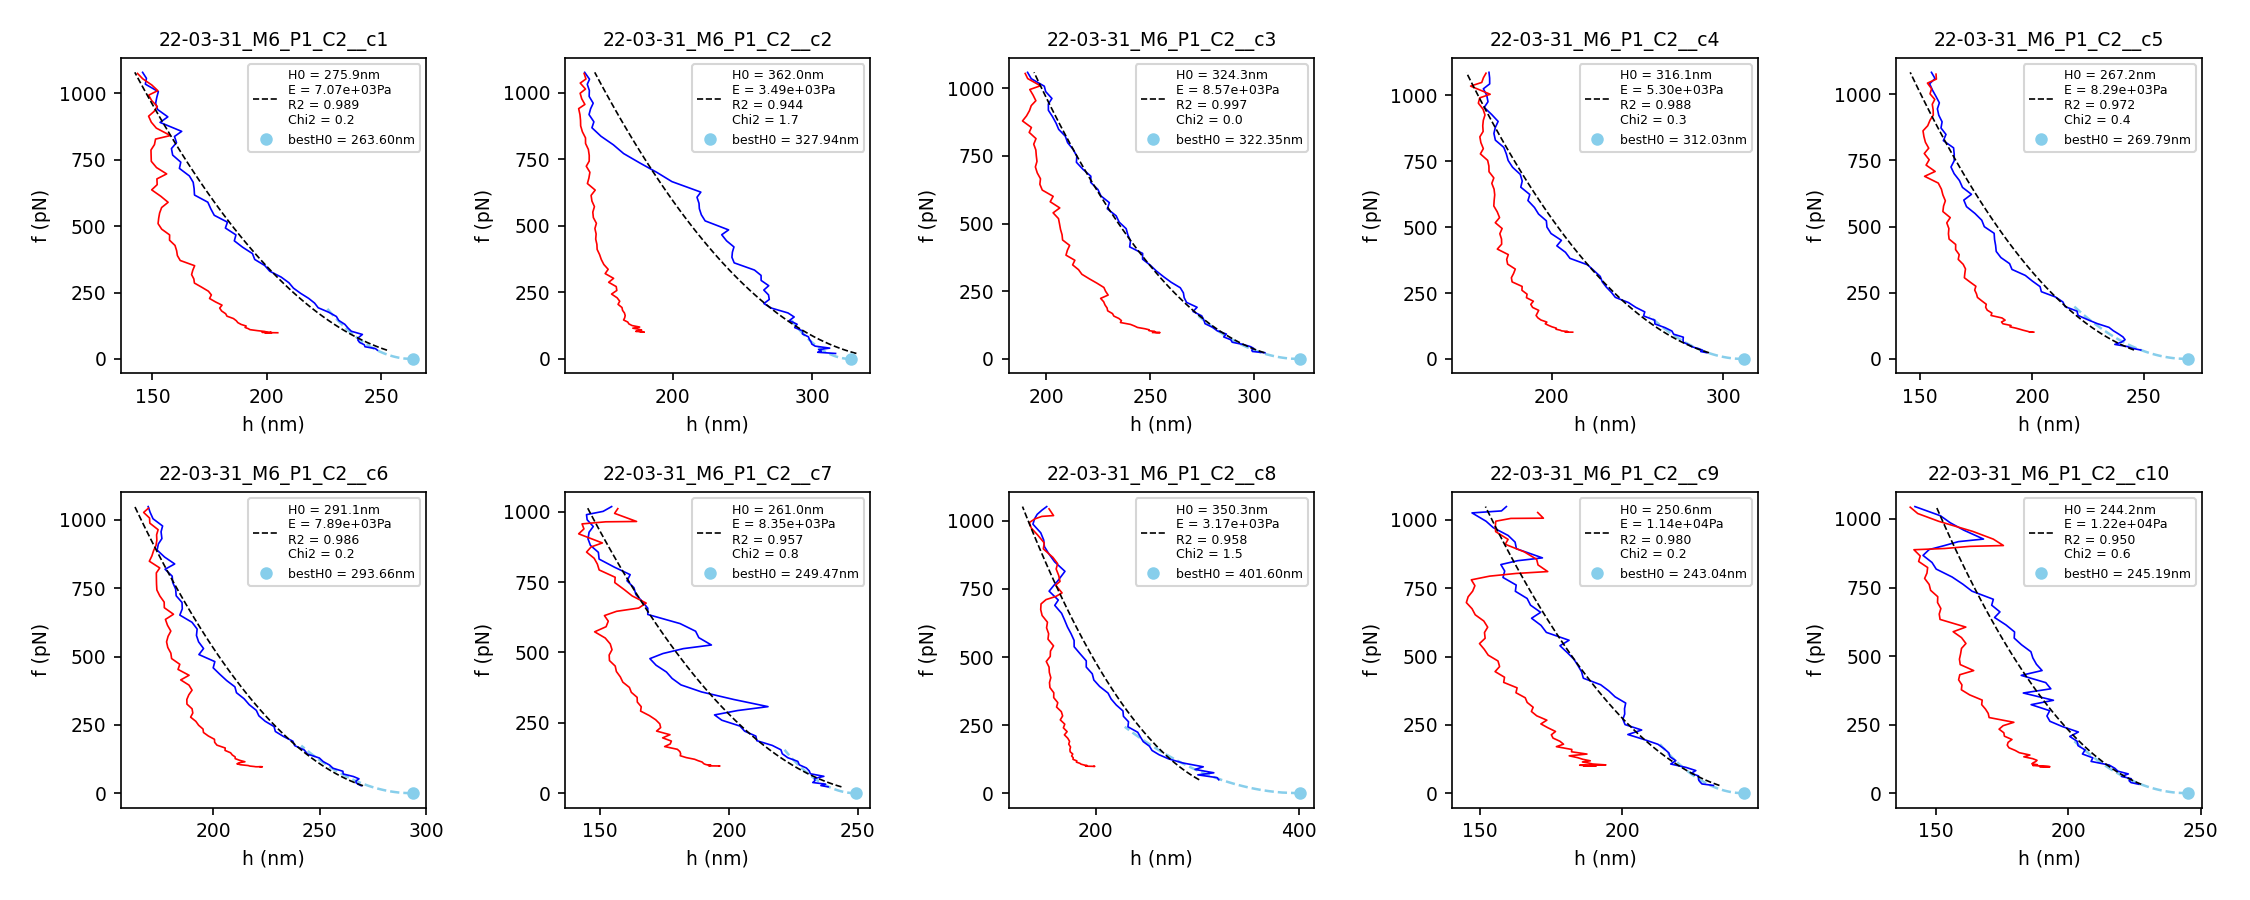 22-03-31_M6_P1_C2__c1
H0 = 275.9nm
E = 7.07e+03Pa
R2 = 0.989
Chi2 = 0.2
bestH0 = 263.60nm
1000
750
500
250
0
f (pN)
150 200 250
h (nm)
22-03-31_M6_P1_C2__c2
H0 = 362.0nm
E = 3.49e+03Pa
R2 = 0.944
Chi2 = 1.7
bestH0 = 327.94nm
1000
750
500
250
0
f (pN)
200 300
h (nm)
22-03-31_M6_P1_C2__c3
H0 = 324.3nm
E = 8.57e+03Pa
R2 = 0.997
Chi2 = 0.0
bestH0 = 322.35nm
1000
750
500
250
0
f (pN)
200 250 300
h (nm)
22-03-31_M6_P1_C2__c4
H0 = 316.1nm
E = 5.30e+03Pa
R2 = 0.988
Chi2 = 0.3
bestH0 = 312.03nm
1000
750
500
250
0
f (pN)
200 300
h (nm)
22-03-31_M6_P1_C2__c5
H0 = 267.2nm
E = 8.29e+03Pa
R2 = 0.972
Chi2 = 0.4
bestH0 = 269.79nm
1000
750
500
250
0
f (pN)
150 200 250
h (nm)
22-03-31_M6_P1_C2__c6
H0 = 291.1nm
E = 7.89e+03Pa
R2 = 0.986
Chi2 = 0.2
bestH0 = 293.66nm
1000
750
500
250
0
f (pN)
200 250 300
h (nm)
22-03-31_M6_P1_C2__c7
H0 = 261.0nm
E = 8.35e+03Pa
R2 = 0.957
Chi2 = 0.8
bestH0 = 249.47nm
1000
750
500
250
0
f (pN)
150 200 250
h (nm)
22-03-31_M6_P1_C2__c8
H0 = 350.3nm
E = 3.17e+03Pa
R2 = 0.958
Chi2 = 1.5
bestH0 = 401.60nm
1000
750
500
250
0
f (pN)
200 400
h (nm)
22-03-31_M6_P1_C2__c9
H0 = 250.6nm
E = 1.14e+04Pa
R2 = 0.980
Chi2 = 0.2
bestH0 = 243.04nm
1000
750
500
250
0
f (pN)
150 200
h (nm)
22-03-31_M6_P1_C2__c10
H0 = 244.2nm
E = 1.22e+04Pa
R2 = 0.950
Chi2 = 0.6
bestH0 = 245.19nm
1000
750
500
250
0
f (pN)
150 200 250
h (nm)